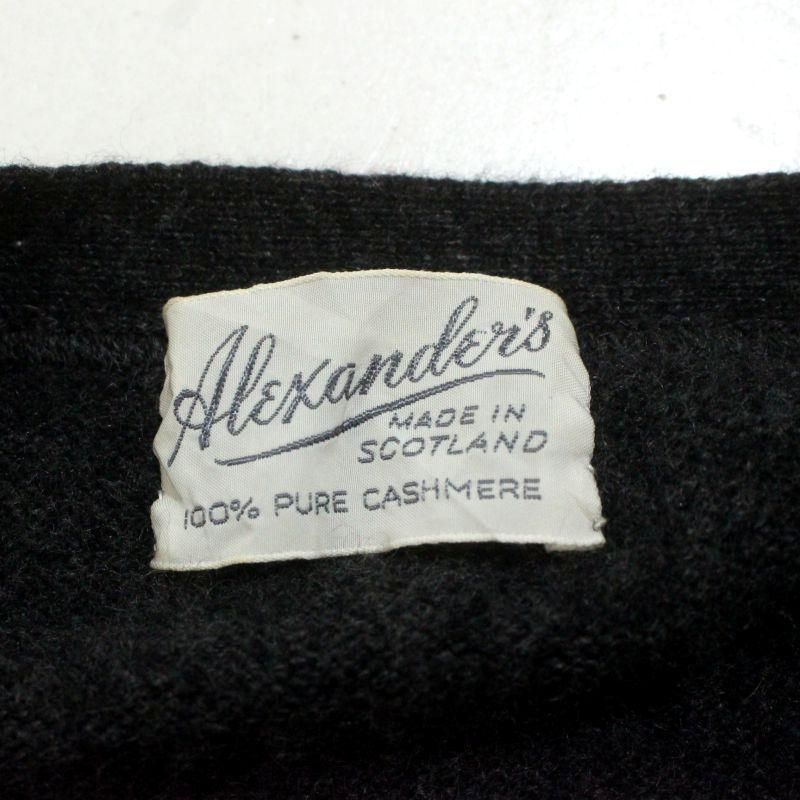 Alexander's
MADE IN
SCOTLAND
100% PURE CASHMERE